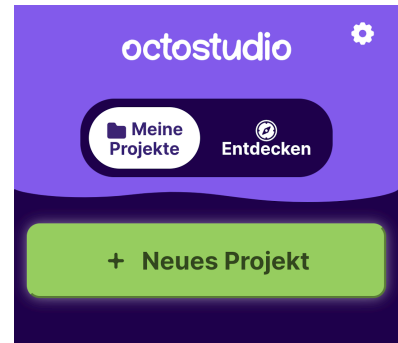 octostudio
Meine
Projekte
Entdecken
+ Neues Projekt